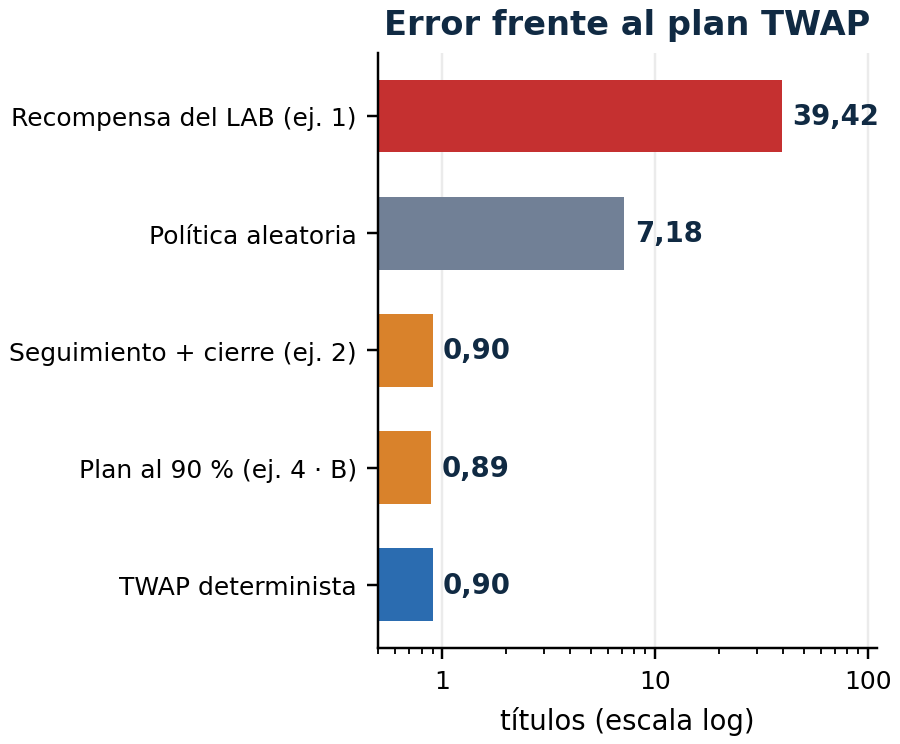 Error frente al plan TWAP
Recompensa del LAB (ej. 1)
39,42
Política aleatoria
7,18
Seguimiento + cierre (ej. 2)
0,90
Plan al 90 % (ej. 4 · B)
0,89
TWAP determinista
0,90
1 10 100
títulos (escala log)